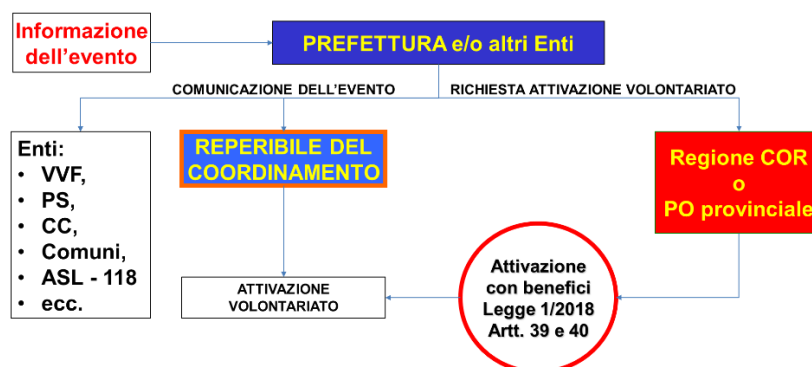 Informazione
dell'evento
PREFETTURA e/o altri Enti
COMUNICAZIONE DELL'EVENTO
RICHIESTA ATTIVAZIONE VOLONTARIATO
Enti:
• VVF,
• PS,
• CC,
• Comuni,
• ASL - 118
• ecc.
REPERIBILE DEL
COORDINAMENTO
Regione COR
o
PO provinciale
ATTIVAZIONE
VOLONTARIATO
Attivazione
con benefici
Legge 1/2018
Artt. 39 e 40